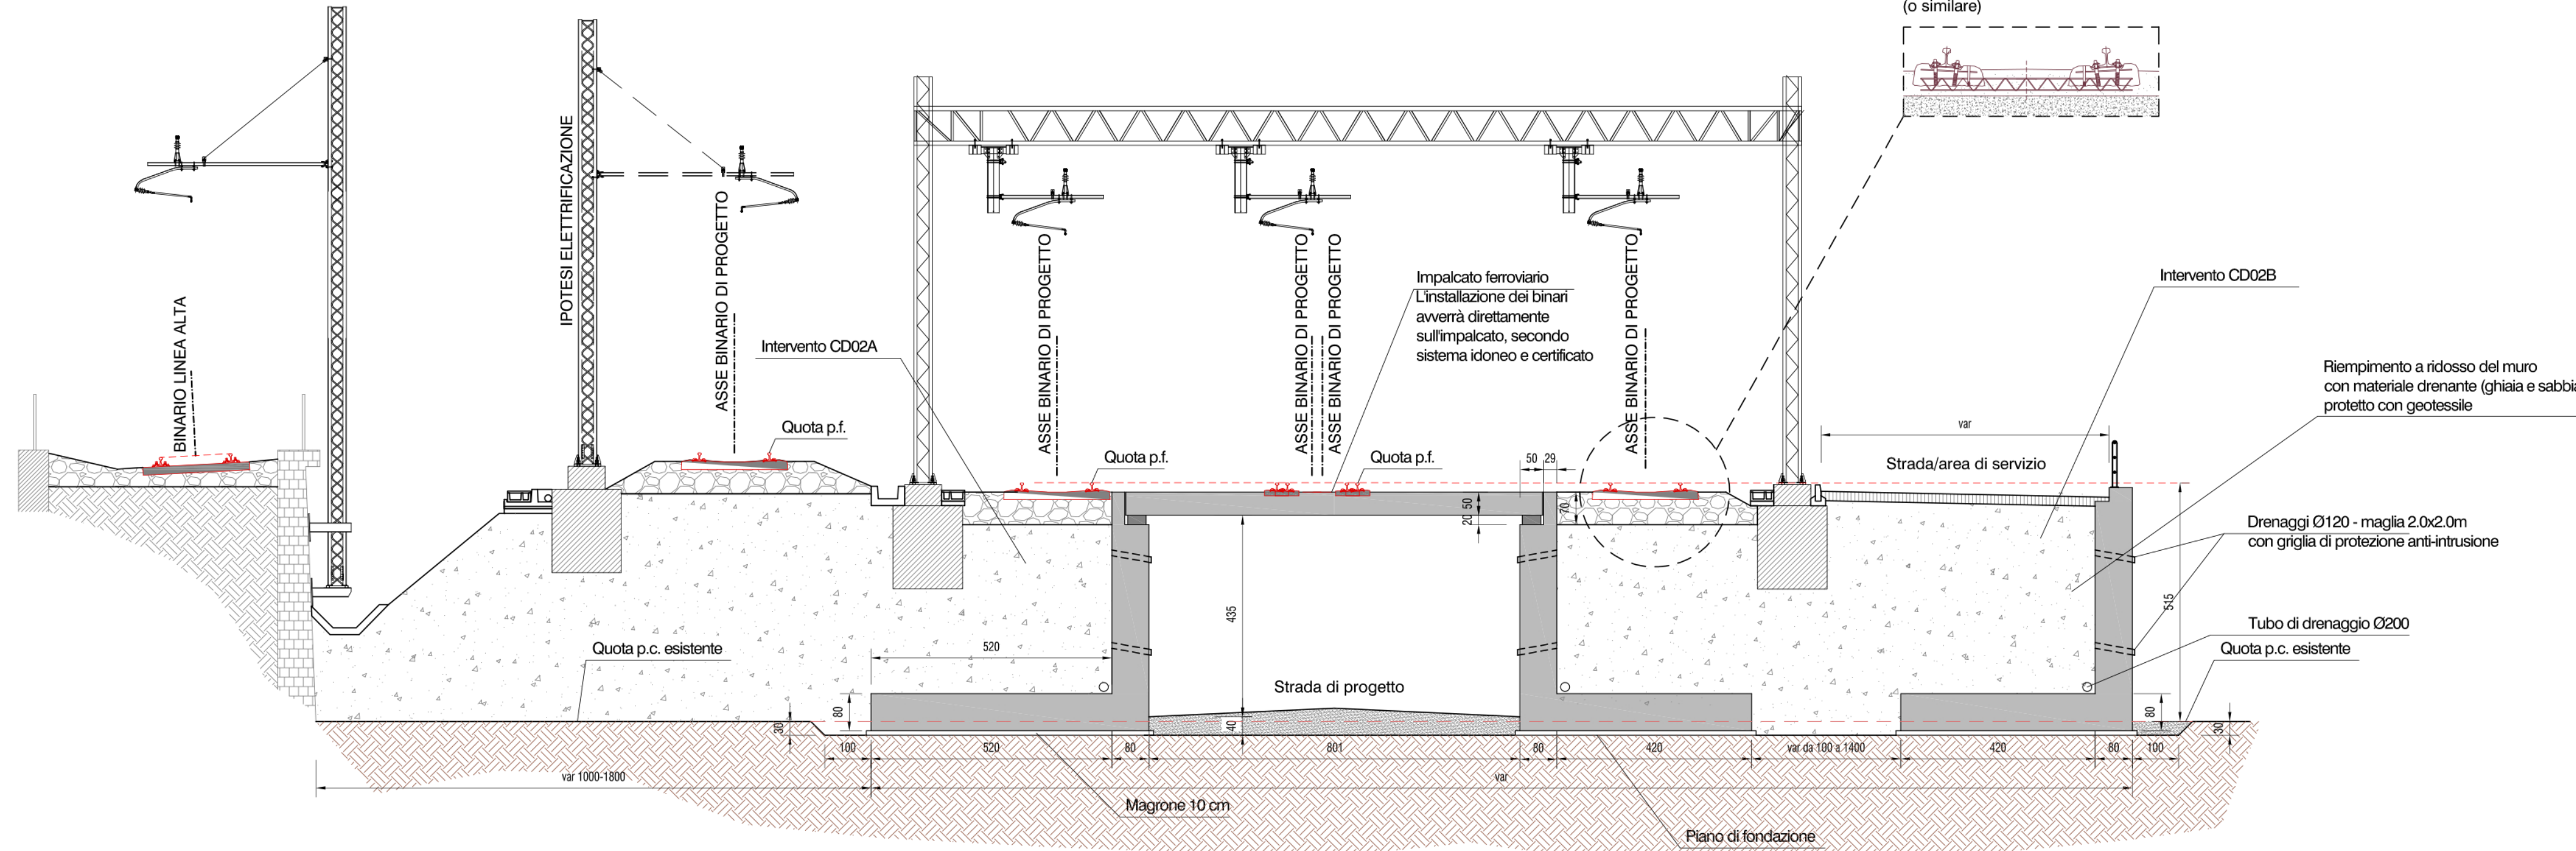 (o similare)
IPOTESI ELETTRIFICAZIONE
ASSE BINARIO DI PROGETTO
BINARIO LINEA ALTA
ASSE BINARIO DI PROGETTO
ASSE BINARIO DI PROGETTO
ASSE BINARIO DI PROGETTO
ASSE BINARIO DI PROGETTO
Impalcato ferroviario
L'installazione dei binari
avverrà direttamente
sull'impalcato, secondo
sistema idoneo e certificato
Intervento CD02B
Intervento CD02A
Riempimento a ridosso del muro
con materiale drenante (ghiaia e sabbia
protetto con geotessile
Quota p.f.
Quota p.f.
Quota p.f.
var
Strada/area di servizio
50
29
50
20
70
Drenaggi Ø120 - maglia 2.0x2.0m
con griglia di protezione anti-intrusione
435
515
Tubo di drenaggio Ø200
Quota p.c. esistente
Quota p.c. esistente
520
Strada di progetto
80
40
80
30
30
100
520
80
801
80
420
var da 100 a 1400
420
80
100
var 1000-1800
var
Magrone 10 cm
Piano di fondazione